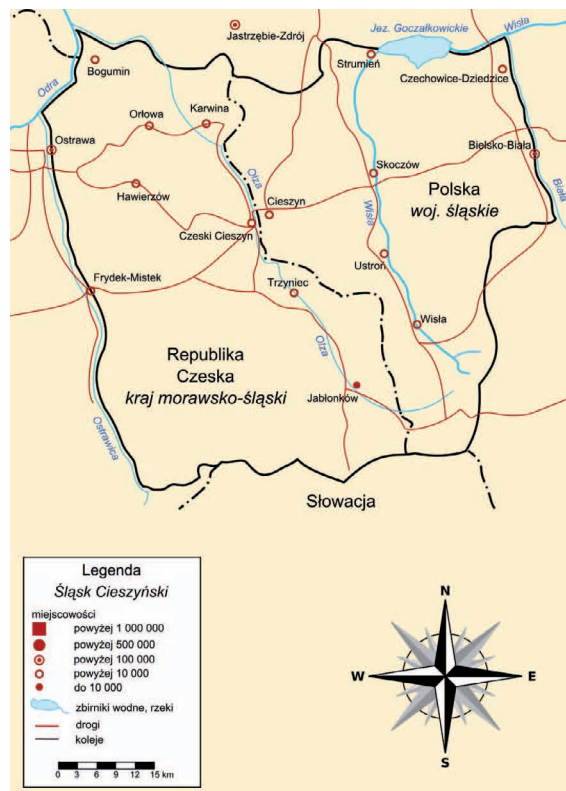 Jastrzębie-Zdrój
Jez. Goczałkowickie
Wisła
Strumień
Bogumin
Czechowice-Dziedzice
Odra
Orłowa
Karwina
Ostrawa
Bielsko-Biała
Olza
Skoczów
Polska
woj. śląskie
Biała
Hawierzów
Cieszyn
Wisła
Czeski Cieszyn
Ustroń
Frydek-Mistek
Trzyniec
Wisła
Republika
Czeska
kraj morawsko-śląski
Olza
Jabłonków
Ostrawica
Słowacja
Legenda
Śląsk Cieszyński
miejscowości
powyżej 1 000 000
powyżej 500 000
powyżej 100 000
powyżej 10 000
do 10 000
zbirniki wodne, rzeki
drogi
koleje
0 3 6 9 12 15 km
N
W
E
S